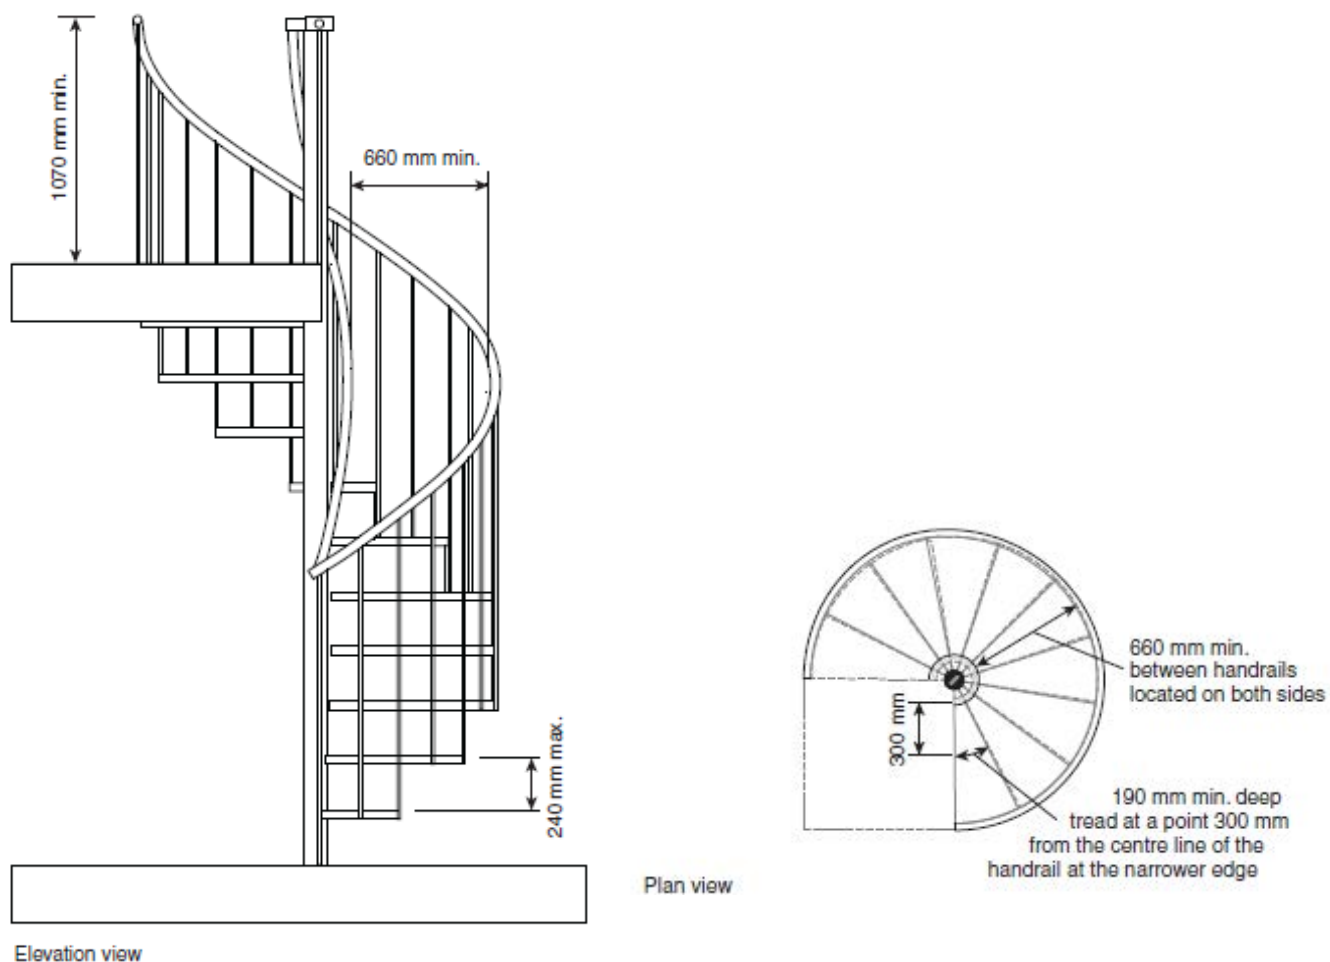 1070 mm min.
660 mm min.
240 mm max.
Elevation view
Plan view
300 mm
660 mm min.
between handrails
located on both sides
190 mm min. deep
tread at a point 300 mm
from the centre line of the
handrail at the narrower edge